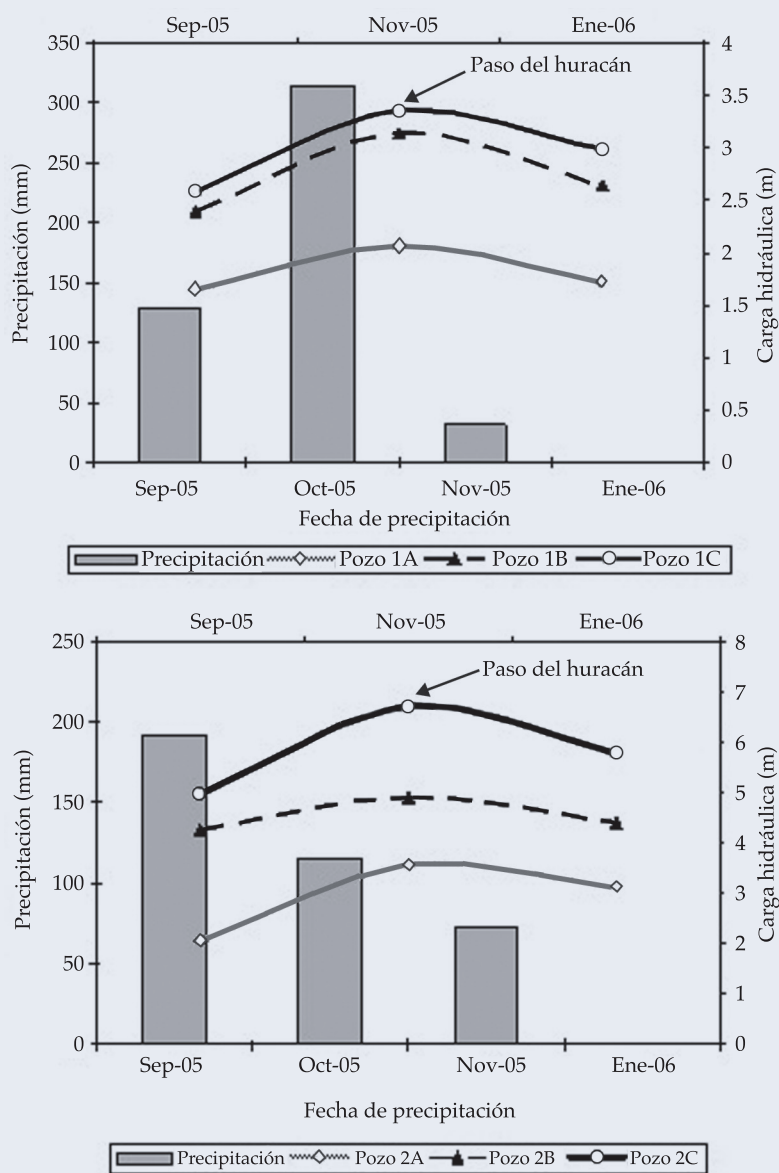 Sep-05 Nov-05 Ene-06
350 4
Paso del huracán
300 3.5
250 3
2.5
200
2
150
1.5
100
1
50 0.5
0 0
Precipitación (mm)
Carga hidráulica (m)
Sep-05 Oct-05 Nov-05 Ene-06
Fecha de precipitación
Precipitación Pozo 1A Pozo 1B Pozo 1C
Sep-05 Nov-05 Ene-06
250 8
Paso del huracán
7
200
6
150 5
4
100
3
2
50
1
0 0
Precipitación (mm)
Carga hidráulica (m)
Sep-05 Oct-05 Nov-05 Ene-06
Fecha de precipitación
Precipitación Pozo 2A Pozo 2B Pozo 2C